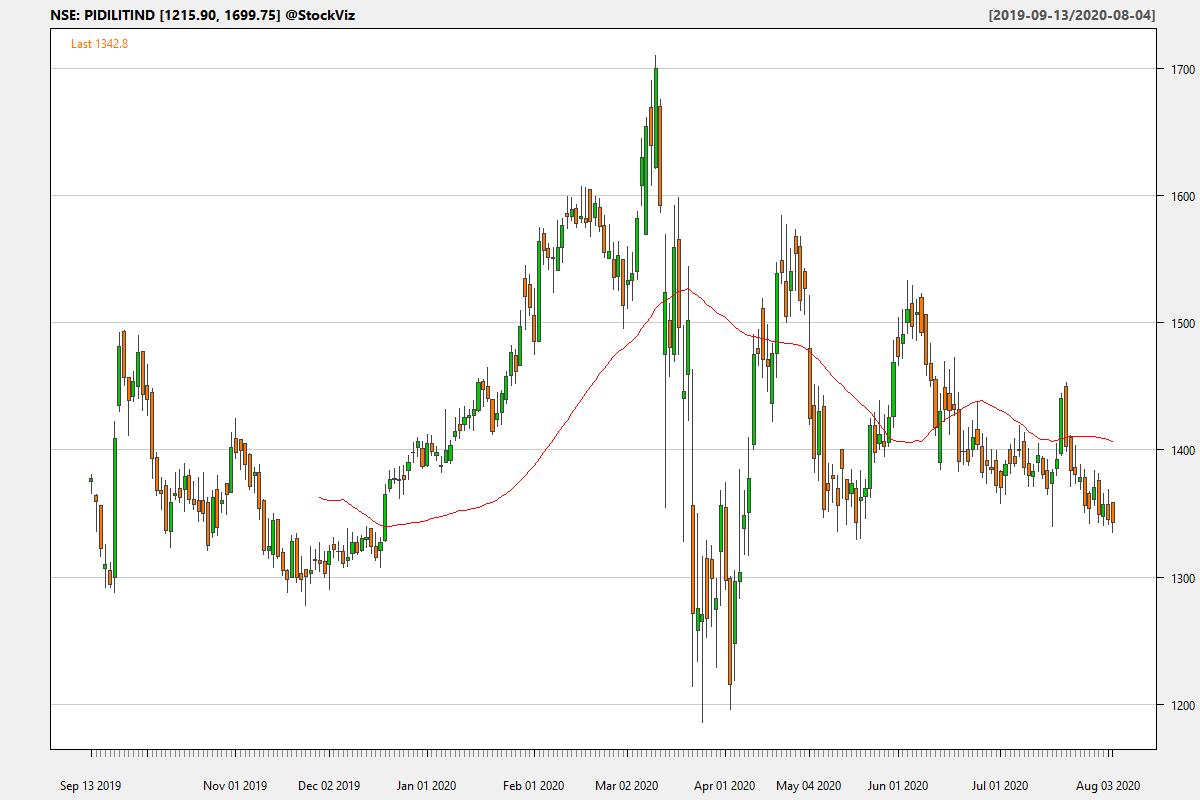 NSE: PIDILITIND [1215.90, 1699.75] @StockViz [2019-09-13/2020-08-04]
Last 1342.8
1700
1600
1500
1400
1300
1200
Sep 13 2019 Nov 01 2019 Dec 02 2019 Jan 01 2020 Feb 01 2020 Mar 02 2020 Apr 01 2020 May 04 2020 Jun 01 2020 Jul 01 2020 Aug 03 2020